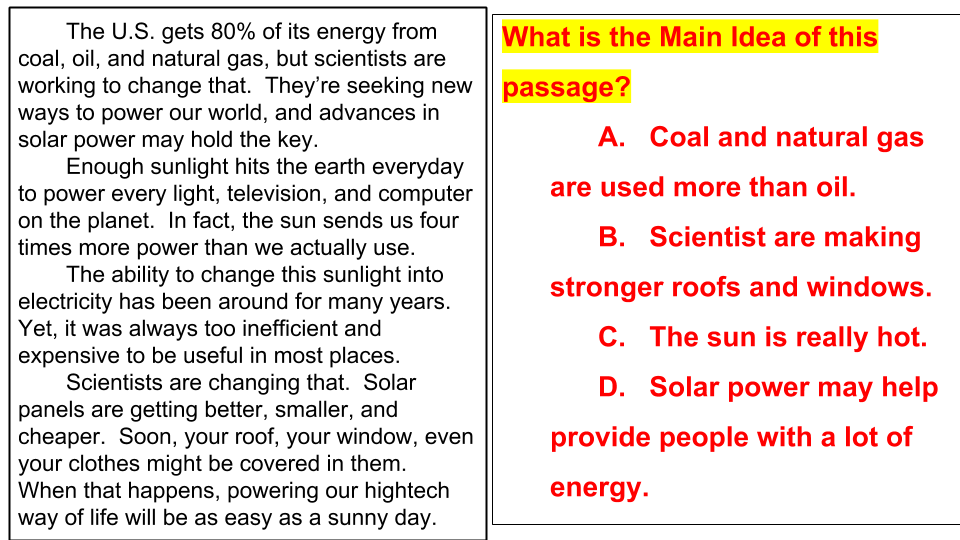 The U.S. gets 80% of its energy from
coal, oil, and natural gas, but scientists are
working to change that.  They’re seeking new
ways to power our world, and advances in
solar power may hold the key.
Enough sunlight hits the earth everyday
to power every light, television, and computer
on the planet.  In fact, the sun sends us four
times more power than we actually use.
The ability to change this sunlight into
electricity has been around for many years.
Yet, it was always too inefficient and
expensive to be useful in most places.
Scientists are changing that.  Solar
panels are getting better, smaller, and
cheaper.  Soon, your roof, your window, even
your clothes might be covered in them.
When that happens, powering our hightech
way of life will be as easy as a sunny day.
What is the Main Idea of this
passage?
A.   Coal and natural gas
are used more than oil.
B.   Scientist are making
stronger roofs and windows.
C.   The sun is really hot.
D.   Solar power may help
provide people with a lot of
energy.